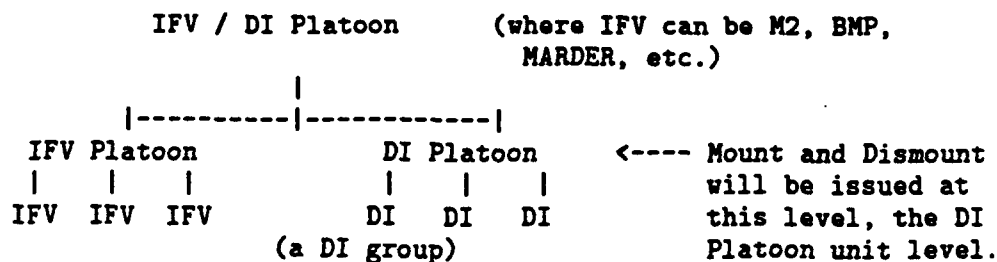 IFV / DI Platoon (where IFV can be M2, BMP,
MARDER, etc.)
|
|----------|------------|
IFV Platoon DI Platoon <---- Mount and Dismount
| | | | | | will be issued at
IFV IFV IFV DI DI DI this level, the DI
(a DI group) Platoon unit level.